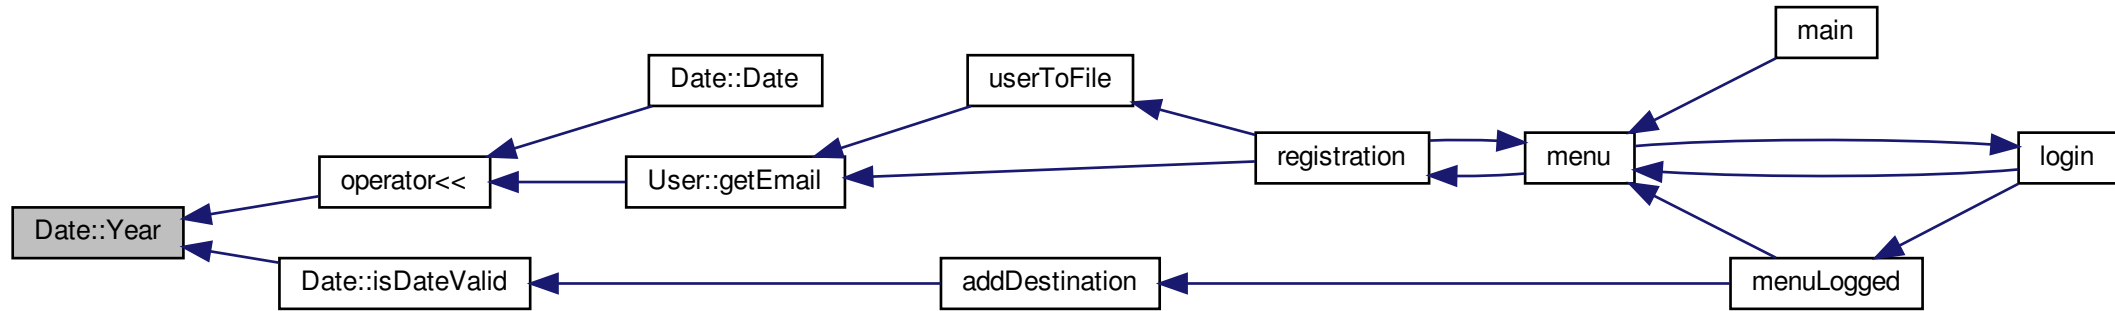 main
Date::Date
userToFile
registration
menu
login
operator<<
User::getEmail
Date::Year
Date::isDateValid
addDestination
menuLogged